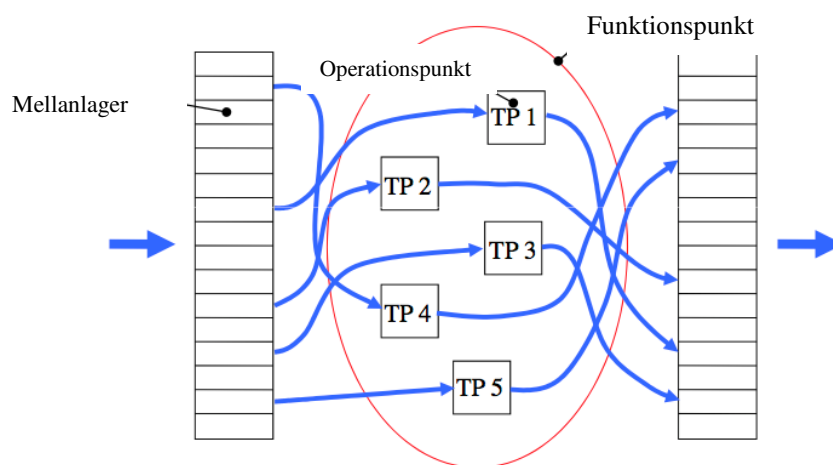 Funktionspunkt
Operationspunkt
Mellanlager
TP 1
TP 2
TP 3
TP 4
TP 5